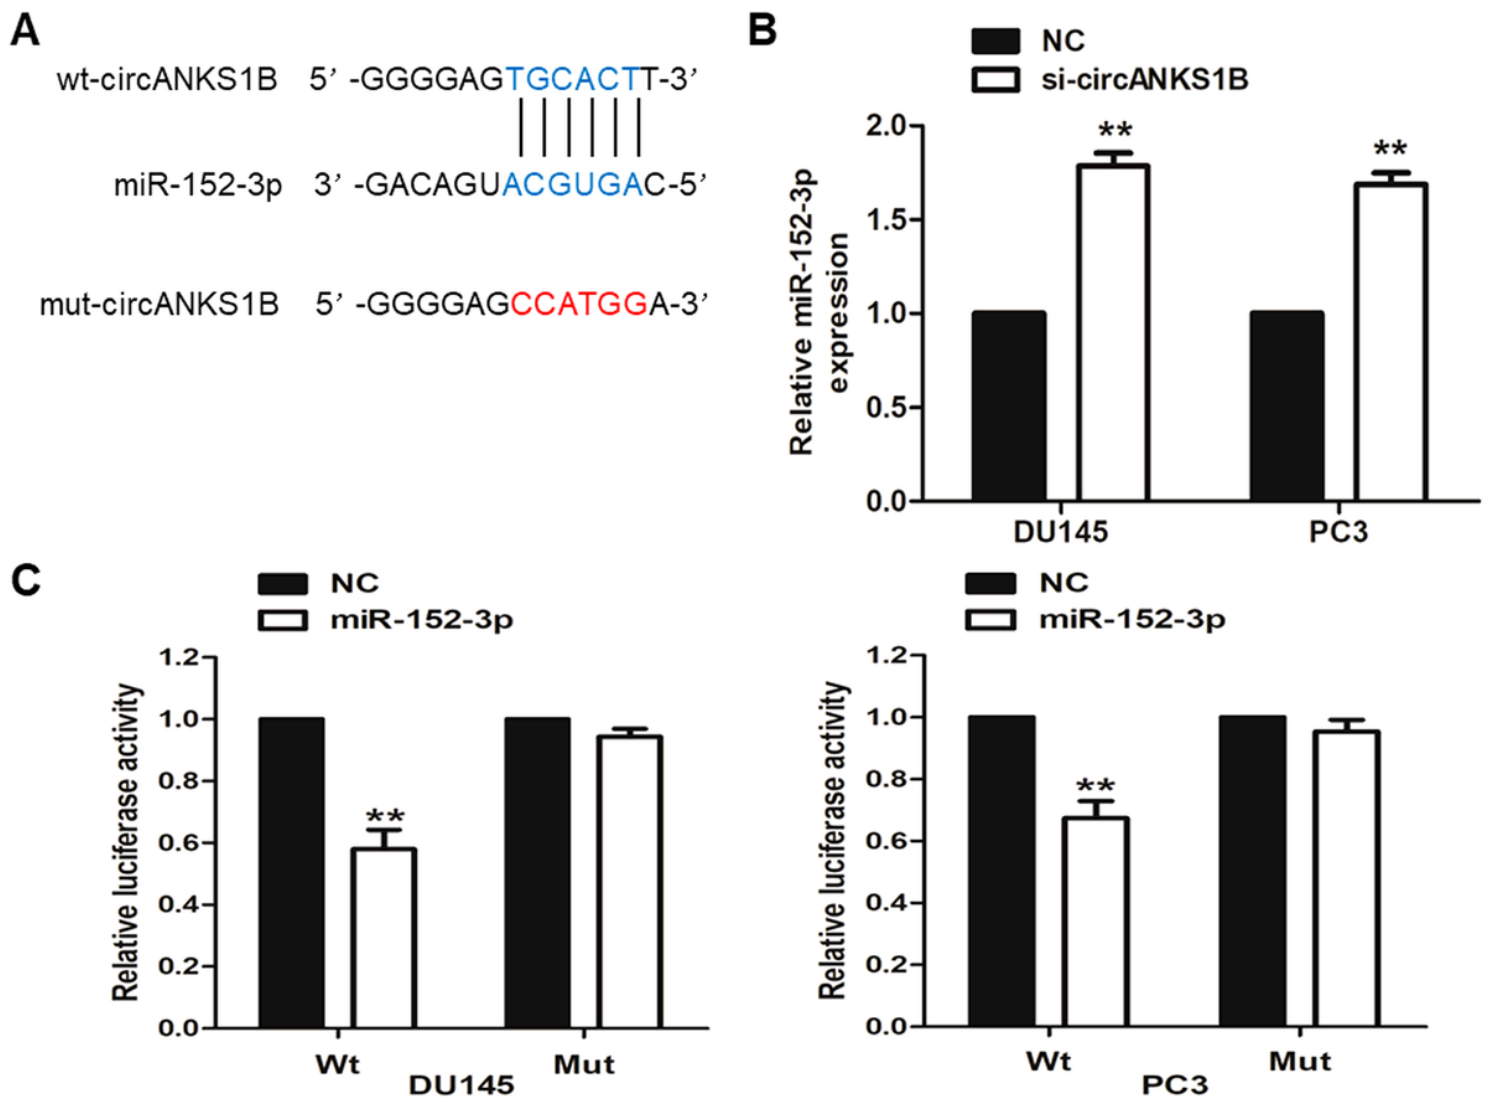 A
wt-circANKS1B 5’ -GGGGAGTGCACTT-3’
miR-152-3p 3’ -GACAGUACGUGAC-5’
mut-circANKS1B 5’ -GGGGAGCCATGGA-3’
B
NC
si-circANKS1B
Relative miR-152-3p
expression
2.0
1.5
1.0
0.5
0.0
**
**
DU145 PC3
C
NC
miR-152-3p
Relative luciferase activity
1.2
1.0
0.8
0.6
0.4
0.2
0.0
**
Wt Mut
DU145
NC
miR-152-3p
Relative luciferase activity
1.2
1.0
0.8
0.6
0.4
0.2
0.0
**
Wt Mut
PC3